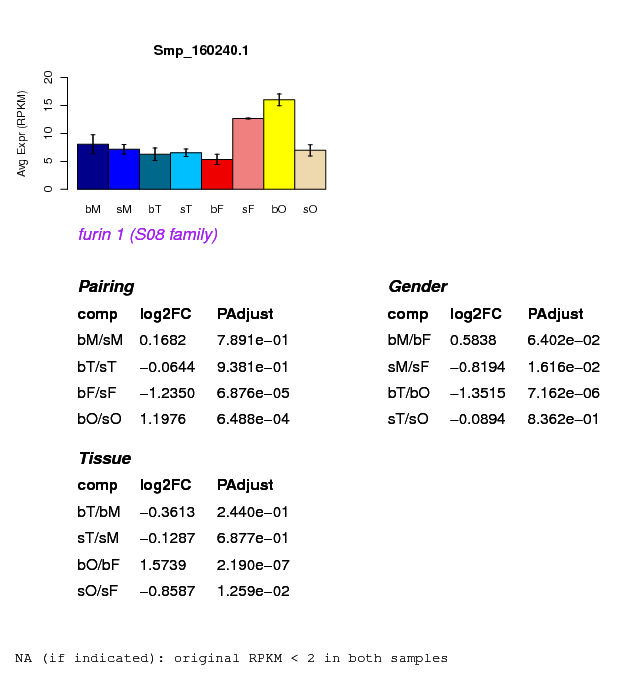 Smp_160240.1
Avg Expr (RPKM)
20
15
10
5
0
bM sM bT sT bF sF bO sO
furin 1 (S08 family)
Pairing
comp log2FC PAdjust
bM/sM 0.1682 7.891e−01
bT/sT −0.0644 9.381e−01
bF/sF −1.2350 6.876e−05
bO/sO 1.1976 6.488e−04
Gender
comp log2FC PAdjust
bM/bF 0.5838 6.402e−02
sM/sF −0.8194 1.616e−02
bT/bO −1.3515 7.162e−06
sT/sO −0.0894 8.362e−01
Tissue
comp log2FC PAdjust
bT/bM −0.3613 2.440e−01
sT/sM −0.1287 6.877e−01
bO/bF 1.5739 2.190e−07
sO/sF −0.8587 1.259e−02
NA (if indicated): original RPKM < 2 in both samples